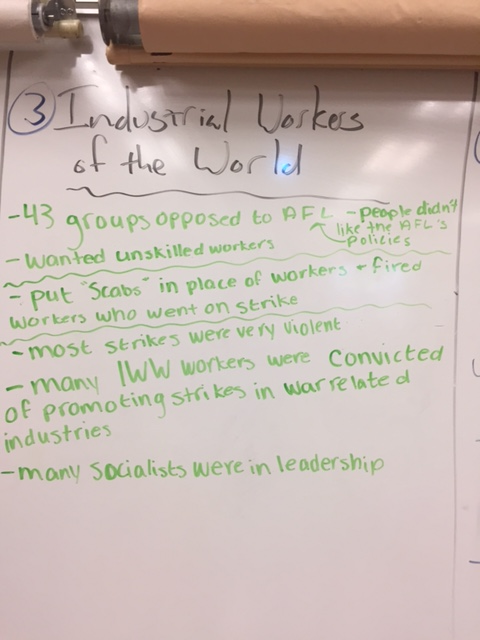 3 Industrial Workers
of the World
-43 groups opposed to AFL - people didn't
like the AFL's
policies
- wanted unskilled workers
- put "scabs" in place of workers + fired
workers who went on strike
- most strikes were very violent
- many IWW workers were convicted
of promoting strikes in war related
industries
- many socialists were in leadership